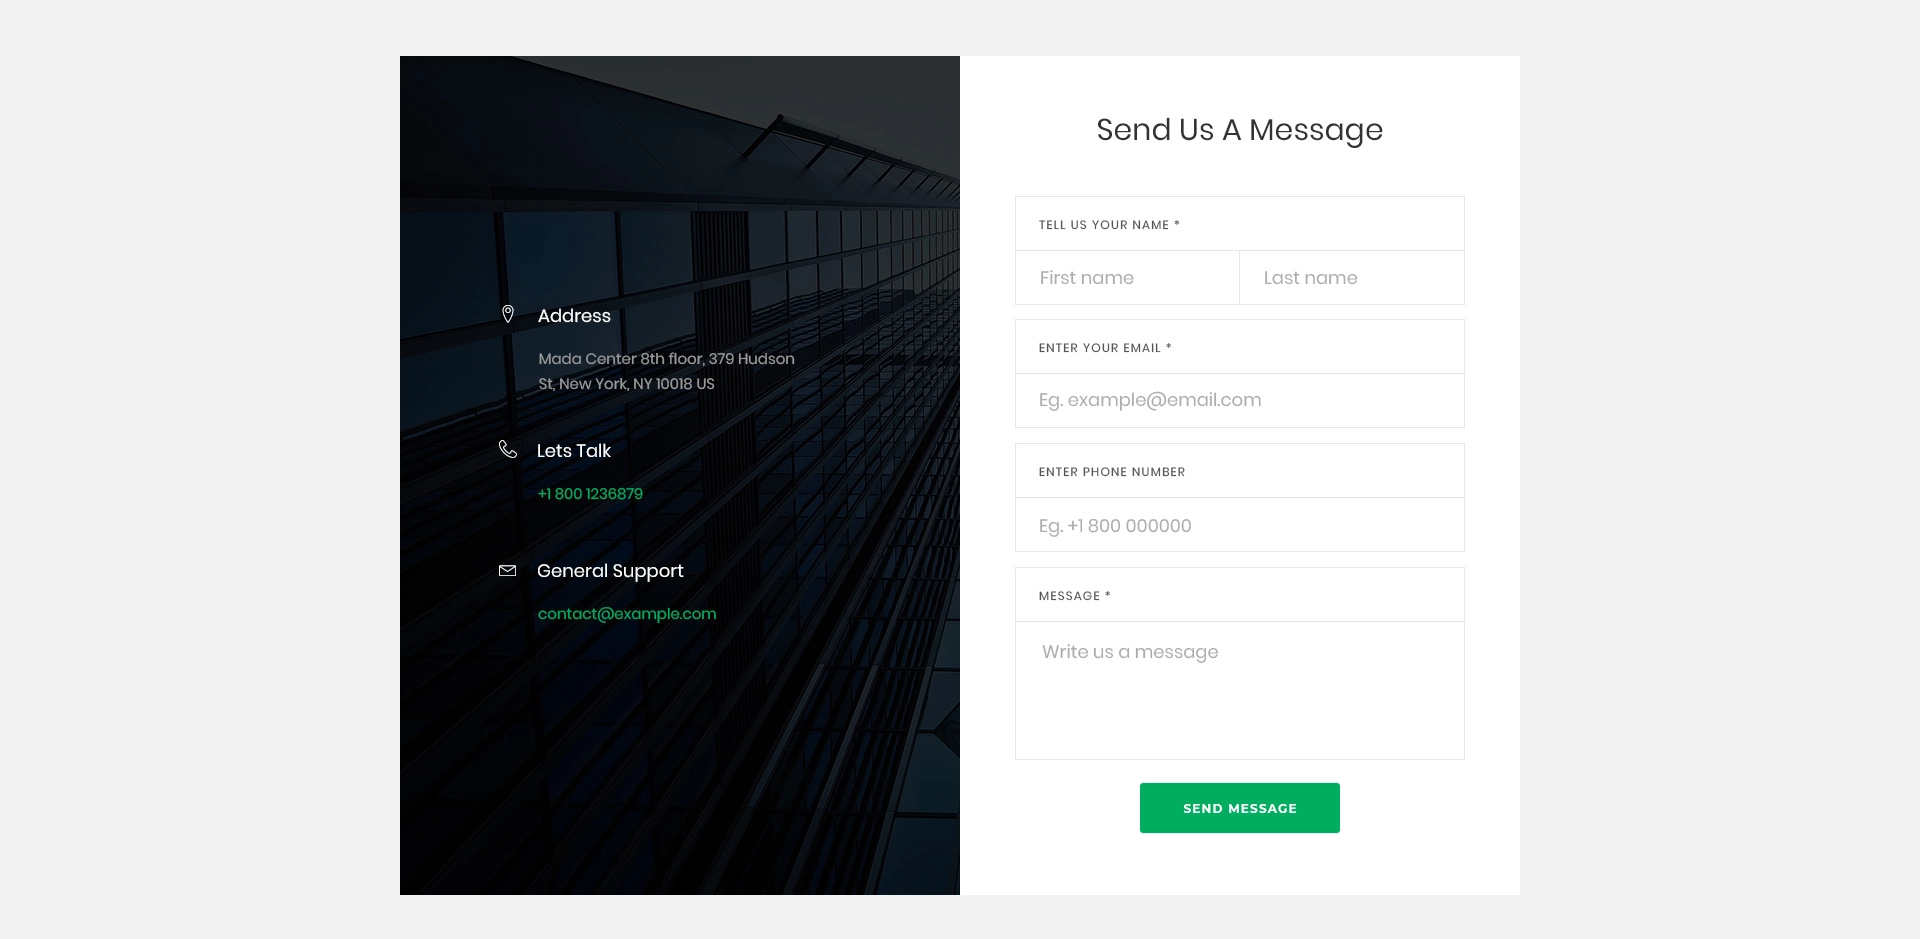 Address
Mada Center 8th floor, 379 Hudson
St, New York, NY 10018 US
Lets Talk
+1 800 1236879
General Support
contact@example.com
Send Us A Message
TELL US YOUR NAME *
First name
Last name
ENTER YOUR EMAIL *
Eg. example@email.com
ENTER PHONE NUMBER
Eg. +1 800 000000
MESSAGE *
Write us a message
SEND MESSAGE